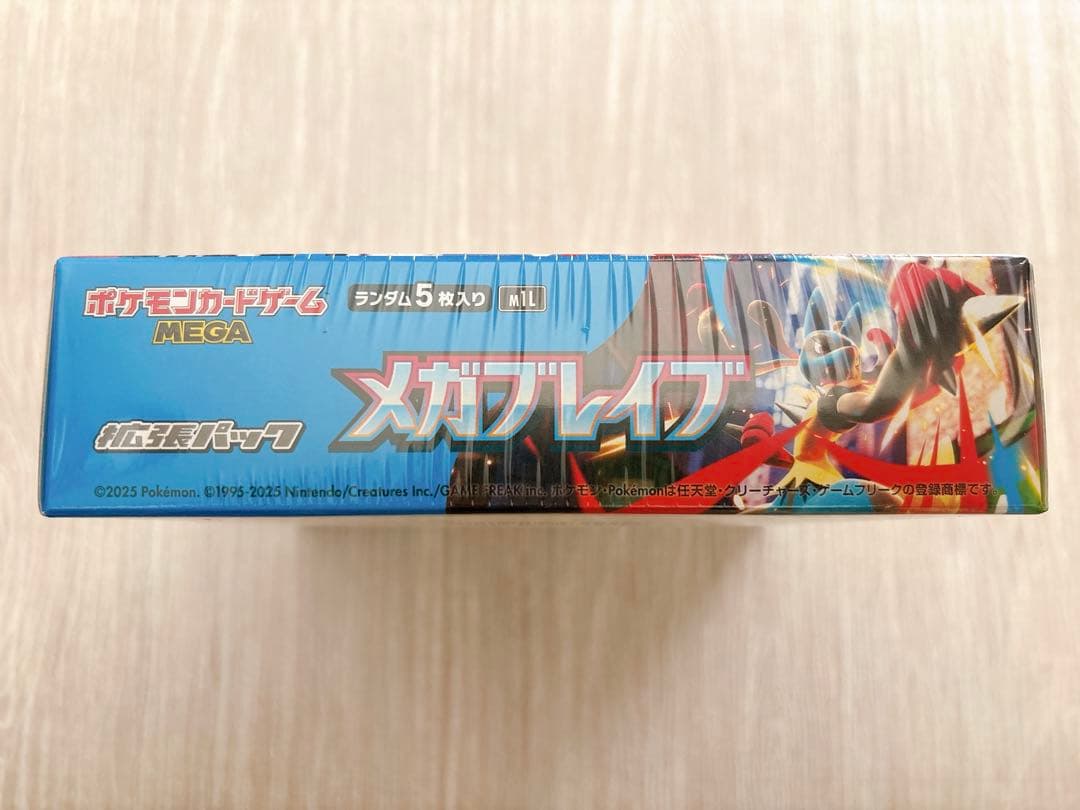 ポケモンカードゲーム
MEGA
ランダム5枚入り
M1L
メガブレイブ
拡張パック
©2025 Pokémon. ©1995-2025 Nintendo/Creatures Inc./GAME FREAK inc. ポケモン・Pokémonは任天堂・クリーチャーズ・ゲームフリークの登録商標です。